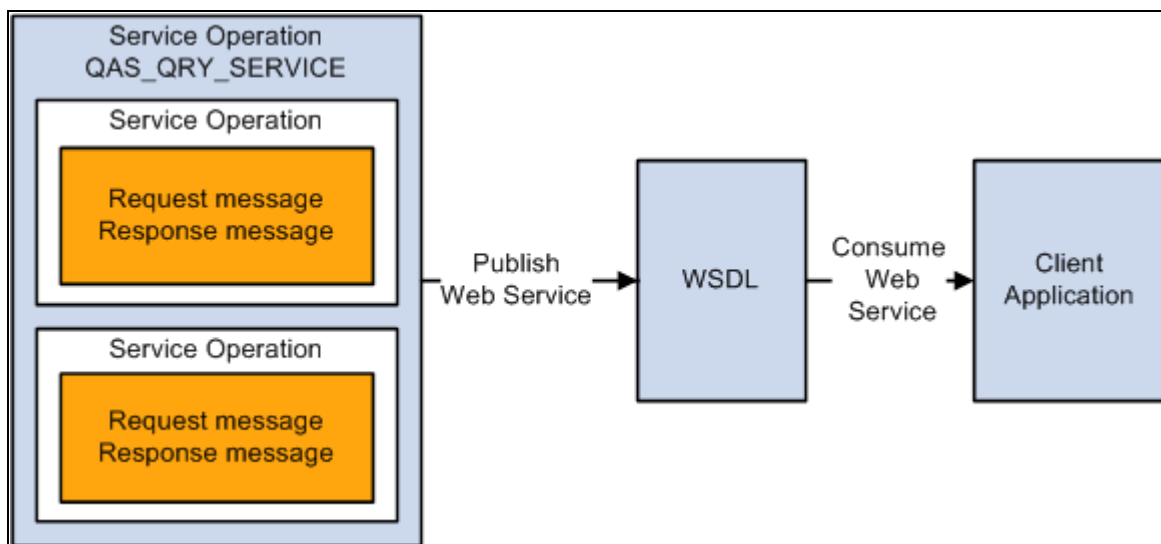 Service Operation
QAS_QRY_SERVICE
Service Operation
Request message
Response message
Service Operation
Request message
Response message
Publish
Web Service
WSDL
Consume
Web
Service
Client
Application